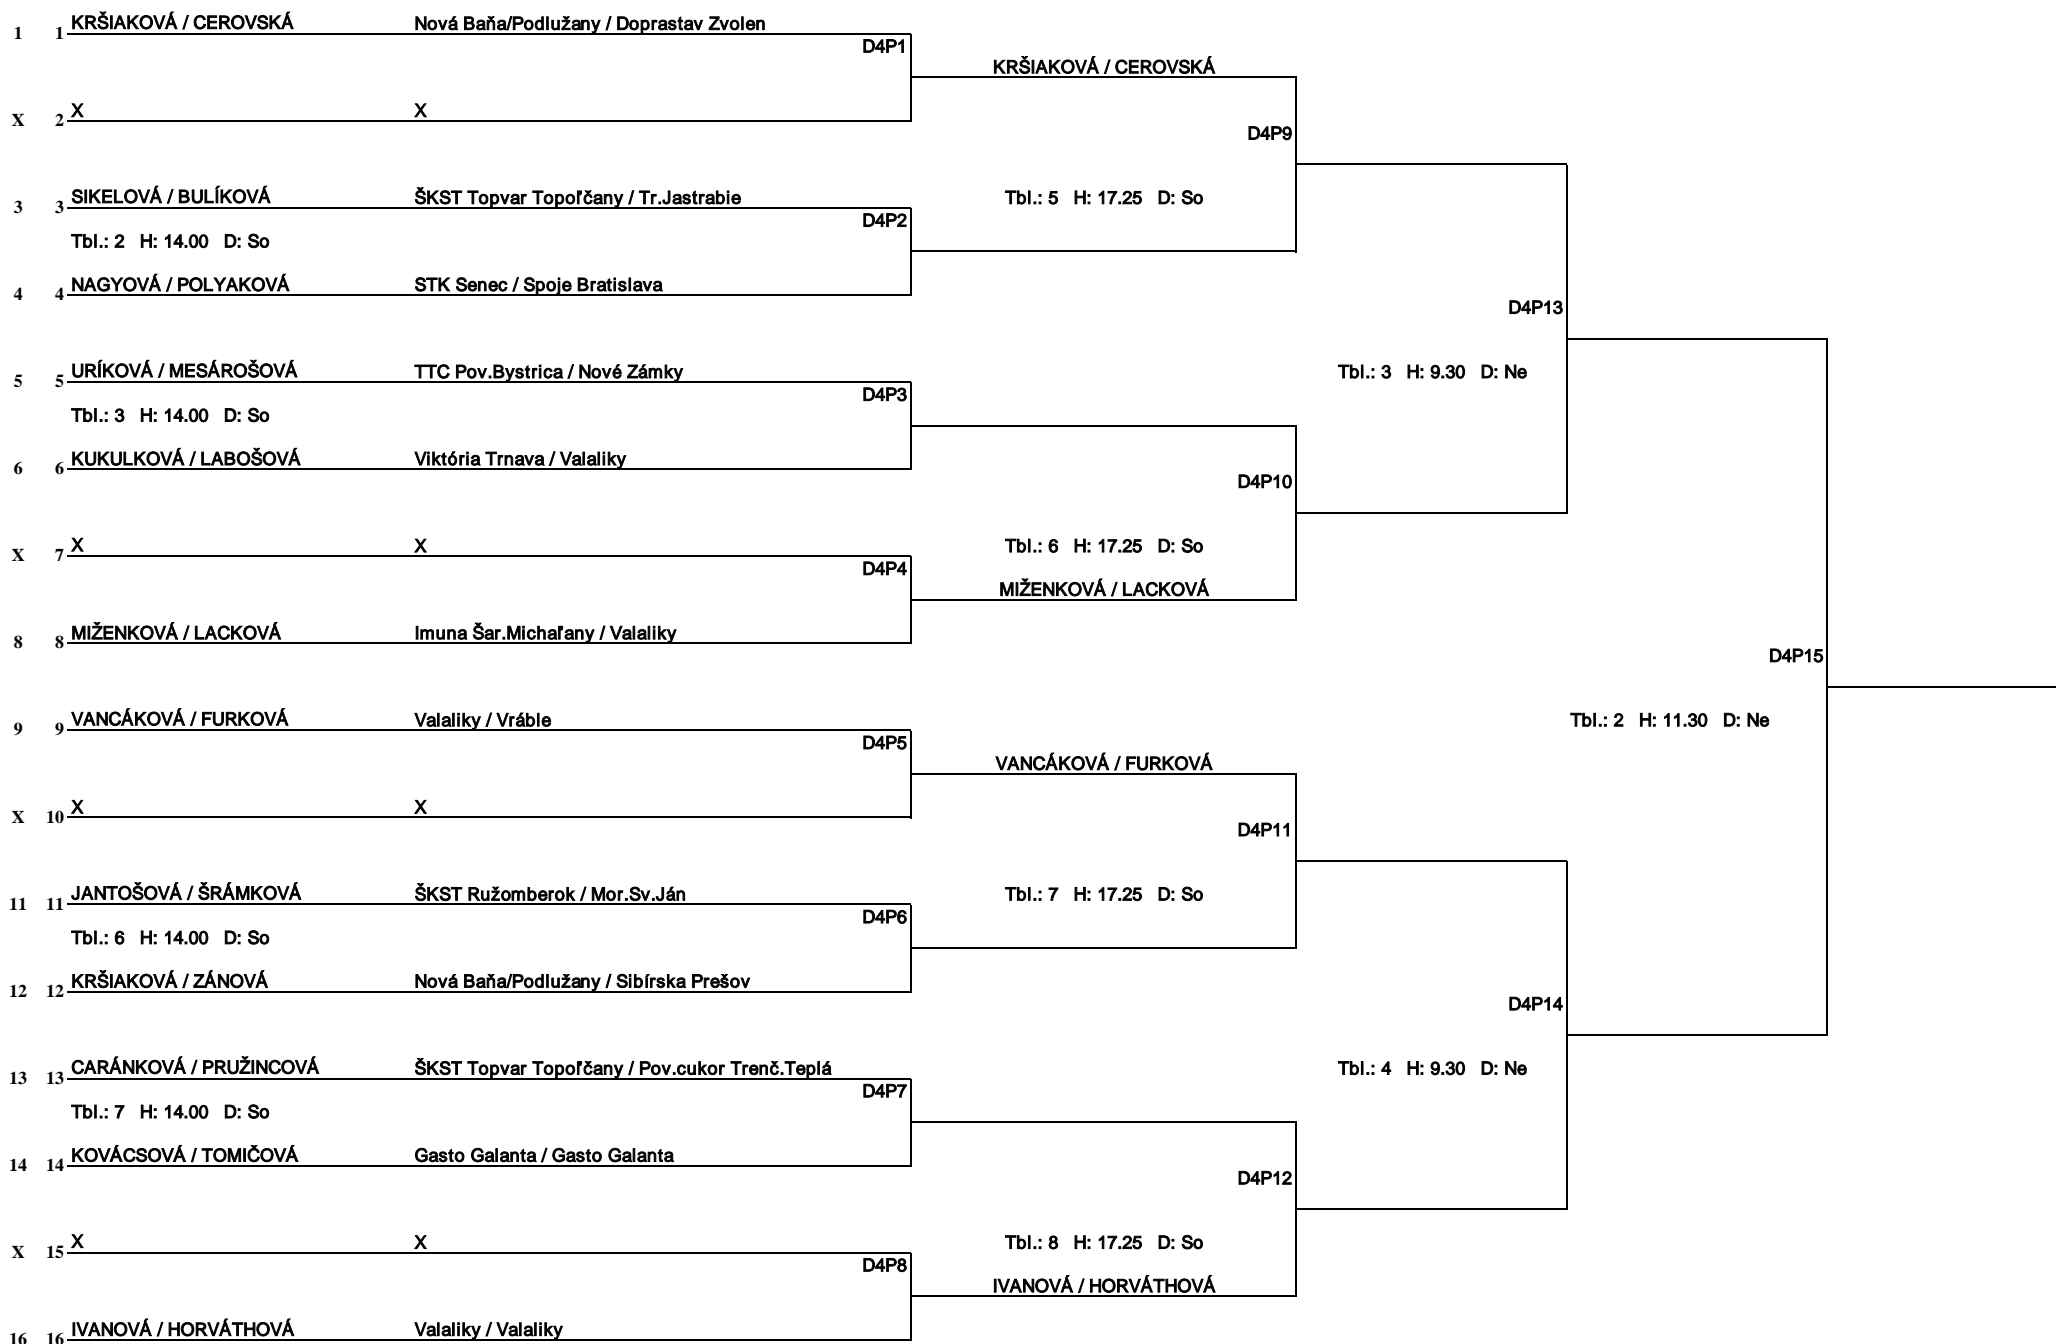 1 1 KRŠIAKOVÁ / CEROVSKÁ Nová Baňa/Podlužany / Doprastav Zvolen
D4P1
KRŠIAKOVÁ / CEROVSKÁ
X 2 X X
D4P9
3 3 SIKELOVÁ / BULÍKOVÁ ŠKST Topvar Topoľčany / Tr.Jastrabie Tbl.: 5 H: 17.25 D: So
D4P2
Tbl.: 2 H: 14.00 D: So
4 4 NAGYOVÁ / POLYAKOVÁ STK Senec / Spoje Bratislava
D4P13
5 5 URÍKOVÁ / MESÁROŠOVÁ TTC Pov.Bystrica / Nové Zámky Tbl.: 3 H: 9.30 D: Ne
D4P3
Tbl.: 3 H: 14.00 D: So
6 6 KUKULKOVÁ / LABOŠOVÁ Viktória Trnava / Valaliky
D4P10
X 7 X X Tbl.: 6 H: 17.25 D: So
D4P4
MIŽENKOVÁ / LACKOVÁ
8 8 MIŽENKOVÁ / LACKOVÁ Imuna Šar.Michaľany / Valaliky
D4P15
9 9 VANCÁKOVÁ / FURKOVÁ Valaliky / Vráble Tbl.: 2 H: 11.30 D: Ne
D4P5
VANCÁKOVÁ / FURKOVÁ
X 10 X X
D4P11
11 11 JANTOŠOVÁ / ŠRÁMKOVÁ ŠKST Ružomberok / Mor.Sv.Ján Tbl.: 7 H: 17.25 D: So
D4P6
Tbl.: 6 H: 14.00 D: So
12 12 KRŠIAKOVÁ / ZÁNOVÁ Nová Baňa/Podlužany / Sibírska Prešov
D4P14
13 13 CARÁNKOVÁ / PRUŽINCOVÁ ŠKST Topvar Topoľčany / Pov.cukor Trenč.Teplá Tbl.: 4 H: 9.30 D: Ne
D4P7
Tbl.: 7 H: 14.00 D: So
14 14 KOVÁCSOVÁ / TOMIČOVÁ Gasto Galanta / Gasto Galanta
D4P12
X 15 X X Tbl.: 8 H: 17.25 D: So
D4P8
IVANOVÁ / HORVÁTHOVÁ
16 16 IVANOVÁ / HORVÁTHOVÁ Valaliky / Valaliky